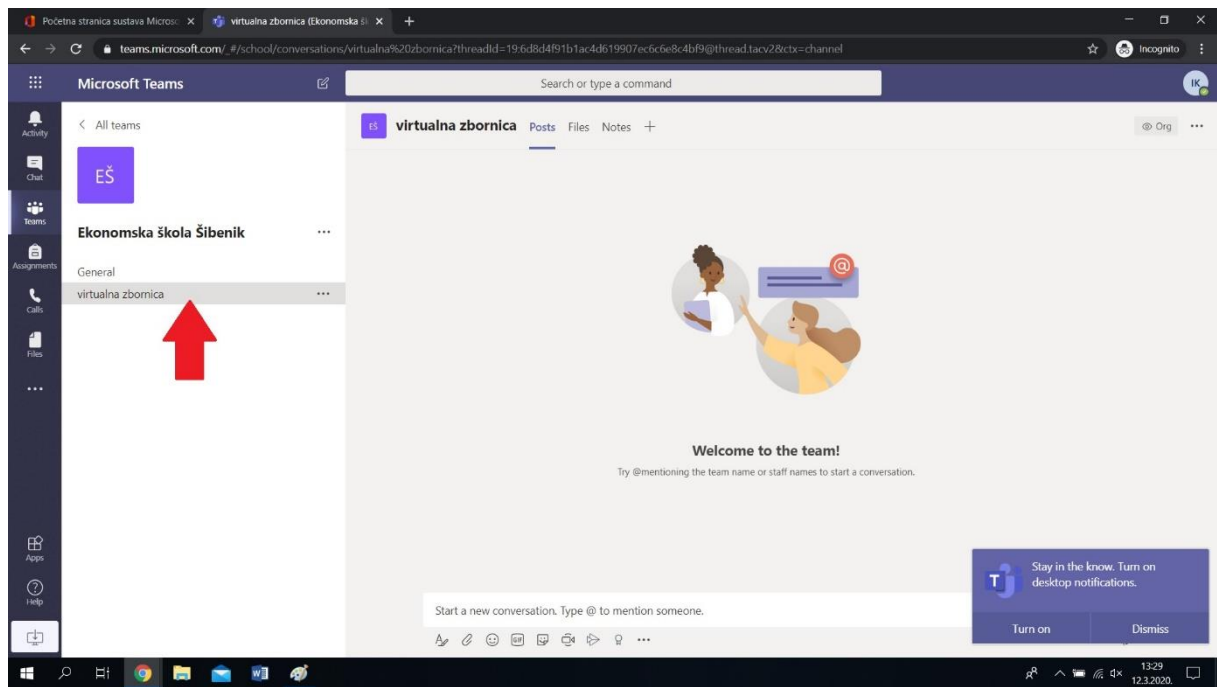 Početna stranica sustava Microsc
virtualna zbornica (Ekonomska š
teams.microsoft.com/_#/school/conversations/virtualna%20zbornica?threadId=19:6d8d4f91b1ac4d619907ec6c6e8c4bf9@thread.tacv2&ctx=channel
Incognito
Microsoft Teams
Search or type a command
IK
Activity
Chat
Teams
Assignments
Calls
Files
Apps
Help
All teams
EŠ
Ekonomska škola Šibenik
General
virtualna zbornica
EŠ
virtualna zbornica Posts Files Notes
Org
@
Welcome to the team!
Try @mentioning the team name or staff names to start a conversation.
Start a new conversation. Type @ to mention someone.
GIF
T
Stay in the know. Turn on
desktop notifications.
Turn on Dismiss
13:29
12.3.2020.